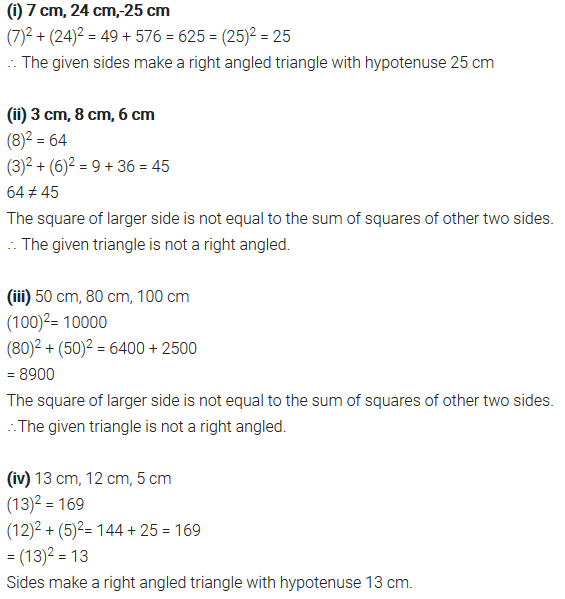 (i) 7 cm, 24 cm,-25 cm
(7)² + (24)² = 49 + 576 = 625 = (25)² = 25
∴ The given sides make a right angled triangle with hypotenuse 25 cm
(ii) 3 cm, 8 cm, 6 cm
(8)² = 64
(3)² + (6)² = 9 + 36 = 45
64 ≠ 45
The square of larger side is not equal to the sum of squares of other two sides.
∴ The given triangle is not a right angled.
(iii) 50 cm, 80 cm, 100 cm
(100)²= 10000
(80)² + (50)² = 6400 + 2500
= 8900
The square of larger side is not equal to the sum of squares of other two sides.
∴The given triangle is not a right angled.
(iv) 13 cm, 12 cm, 5 cm
(13)² = 169
(12)² + (5)²= 144 + 25 = 169
= (13)² = 13
Sides make a right angled triangle with hypotenuse 13 cm.